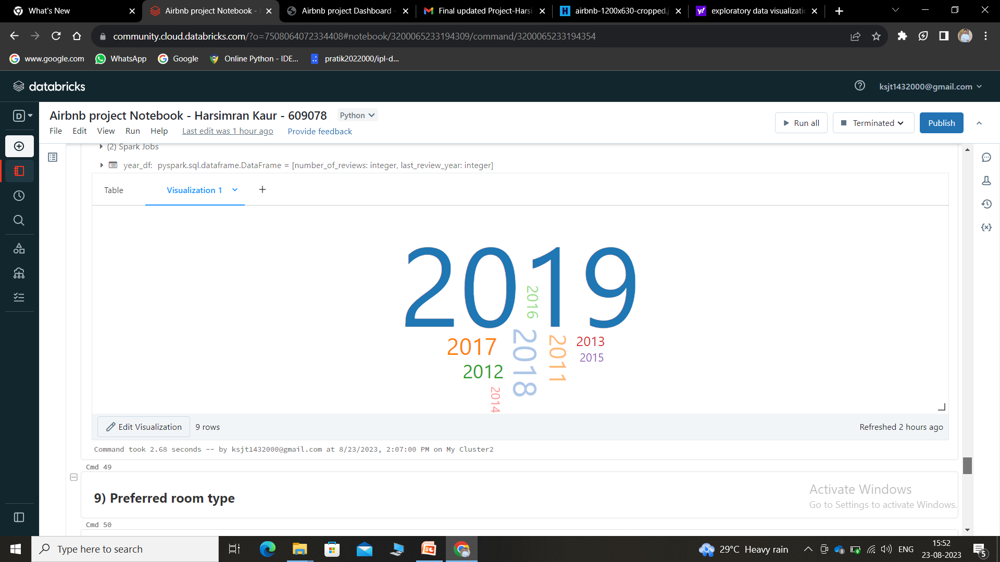 What's New
Airbnb project Notebook -
Airbnb project Dashboard -
Final updated Project-Harsi
airbnb-1200x630-cropped.j
exploratory data visualizati
community.cloud.databricks.com/?o=7508064072334408#notebook/3200065233194309/command/3200065233194354
www.google.com
WhatsApp
Google
Online Python - IDE...
pratik2022000/ipl-d...
databricks
ksjt1432000@gmail.com
D
Airbnb project Notebook - Harsimran Kaur - 609078
Python
File Edit View Run Help Last edit was 1 hour ago Provide feedback
Run all
Terminated
Publish
(2) Spark Jobs
year_df: pyspark.sql.dataframe.DataFrame = [number_of_reviews: integer, last_review_year: integer]
Table
Visualization 1
+
2019
2016
2017
2018
2011
2013
2015
2012
2014
Edit Visualization
9 rows
Refreshed 2 hours ago
Command took 2.68 seconds -- by ksjt1432000@gmail.com at 8/23/2023, 2:07:00 PM on My Cluster2
Cmd 49
9) Preferred room type
Activate Windows
Go to Settings to activate Windows.
Cmd 50
Type here to search
29°C Heavy rain
ENG
15:52
23-08-2023
5